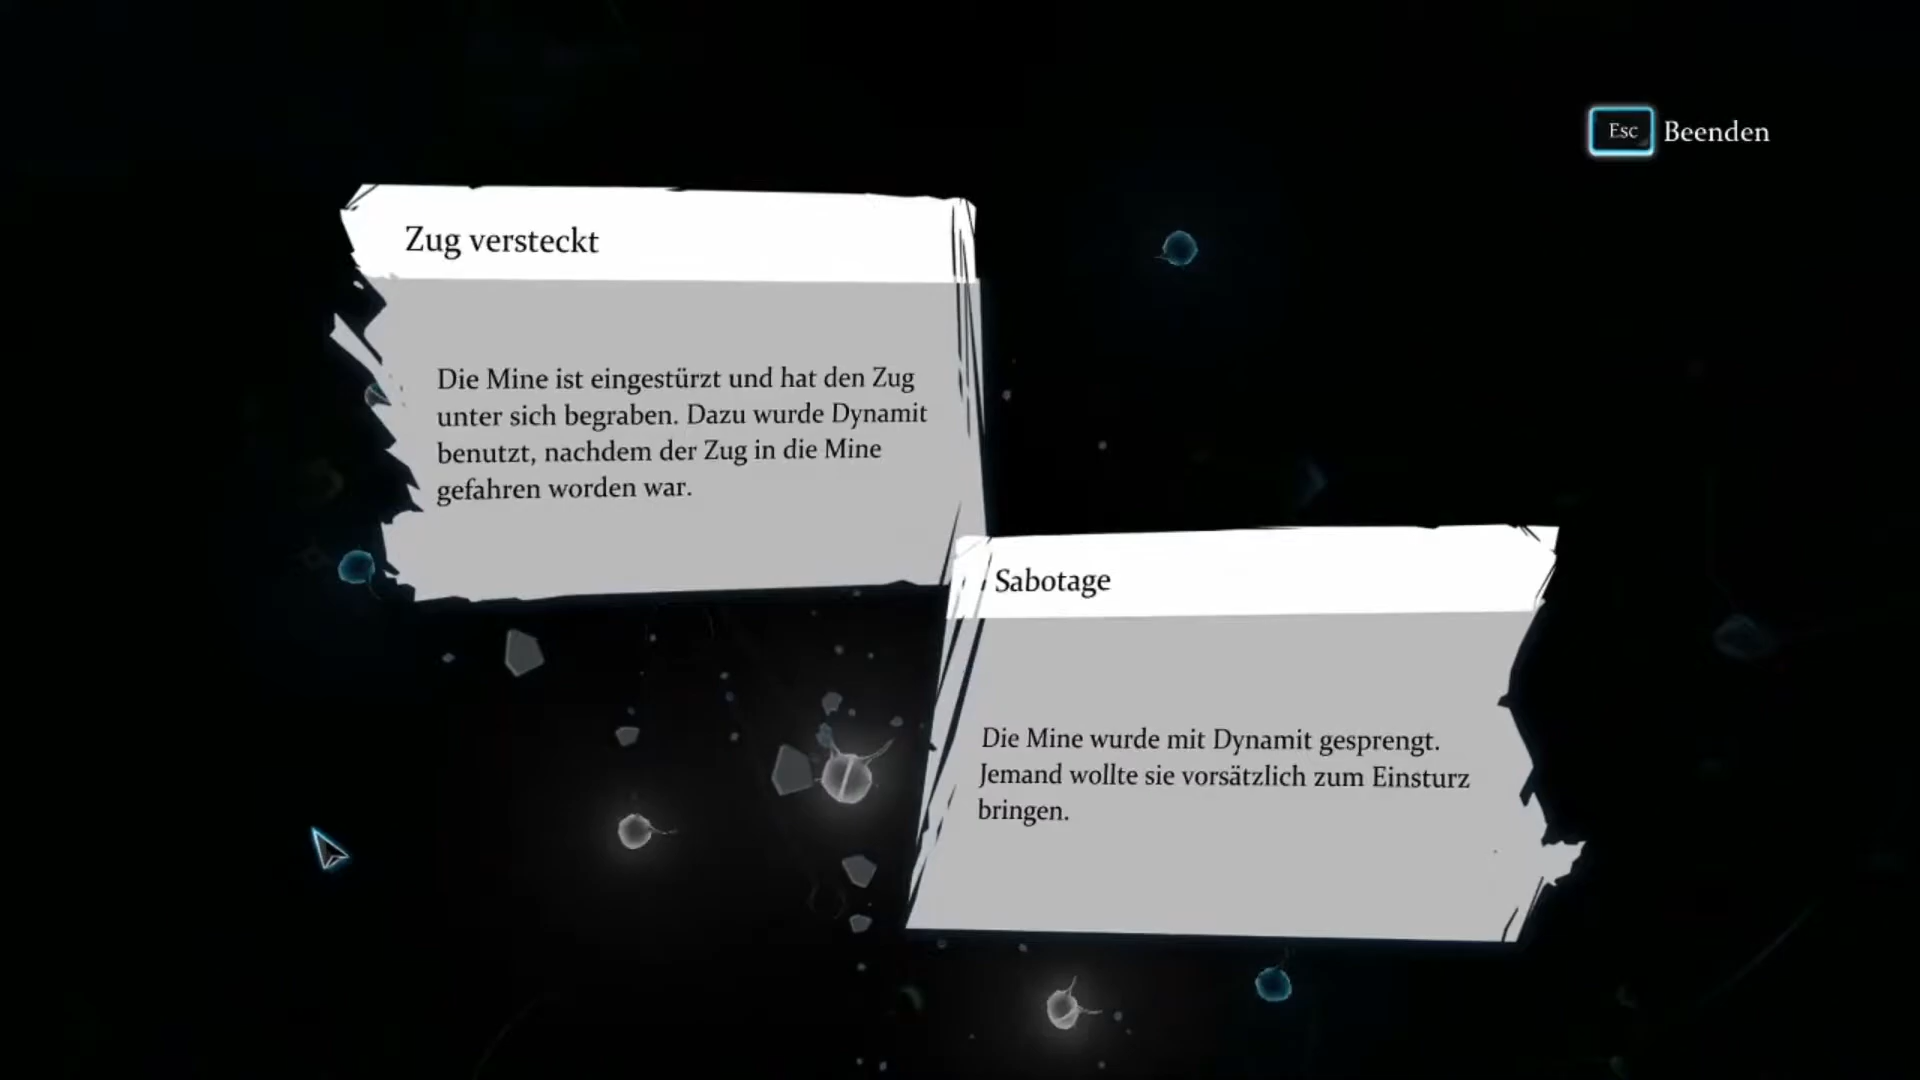 Esc Beenden
Zug versteckt
Die Mine ist eingestürzt und hat den Zug
unter sich begraben. Dazu wurde Dynamit
benutzt, nachdem der Zug in die Mine
gefahren worden war.
Sabotage
Die Mine wurde mit Dynamit gesprengt.
Jemand wollte sie vorsätzlich zum Einsturz
bringen.